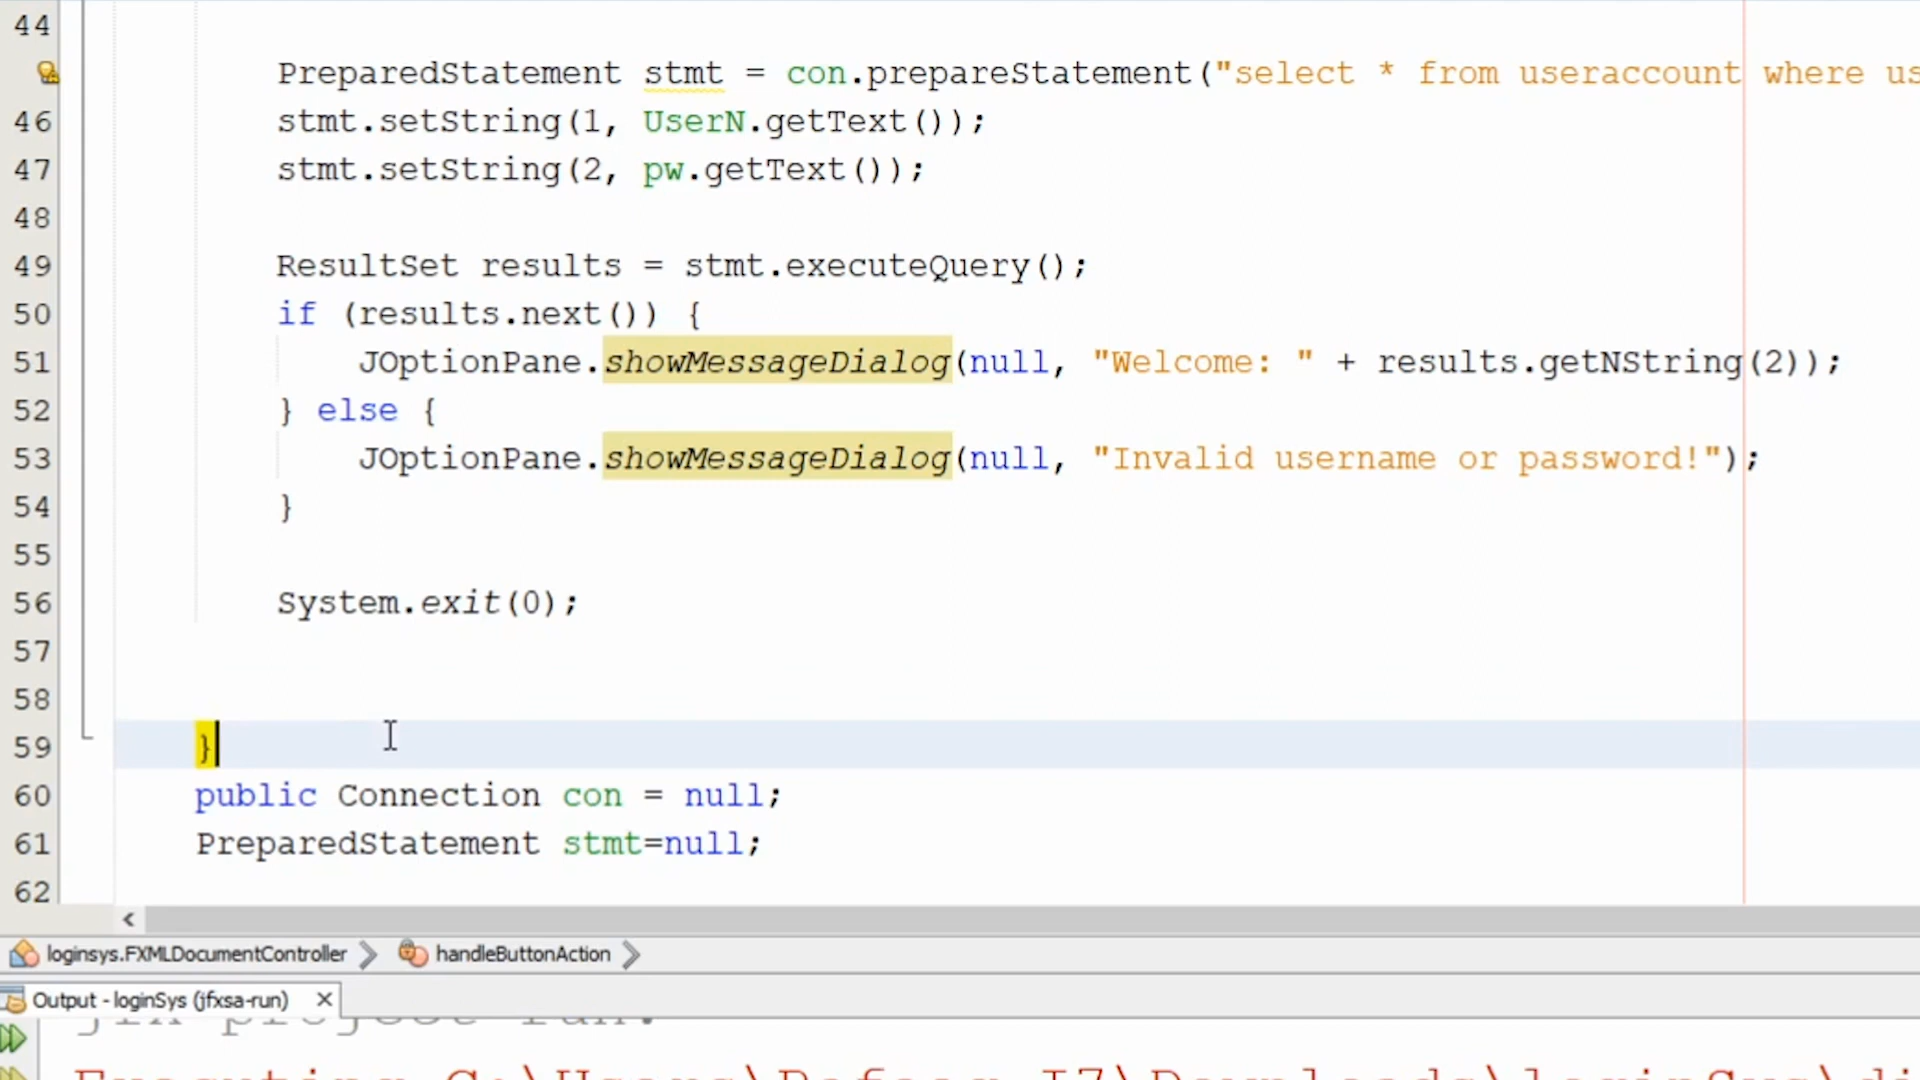 44
PreparedStatement stmt = con.prepareStatement("select * from useraccount where us
46 stmt.setString(1, UserN.getText());
47 stmt.setString(2, pw.getText());
48
49 ResultSet results = stmt.executeQuery();
50 if (results.next()) {
51 JOptionPane.showMessageDialog(null, "Welcome: " + results.getNString(2));
52 } else {
53 JOptionPane.showMessageDialog(null, "Invalid username or password!");
54 }
55
56 System.exit(0);
57
58
59 }
60 public Connection con = null;
61 PreparedStatement stmt=null;
62
loginsys.FXMLDocumentController handleButtonAction
Output - loginSys (jfxsa-run)